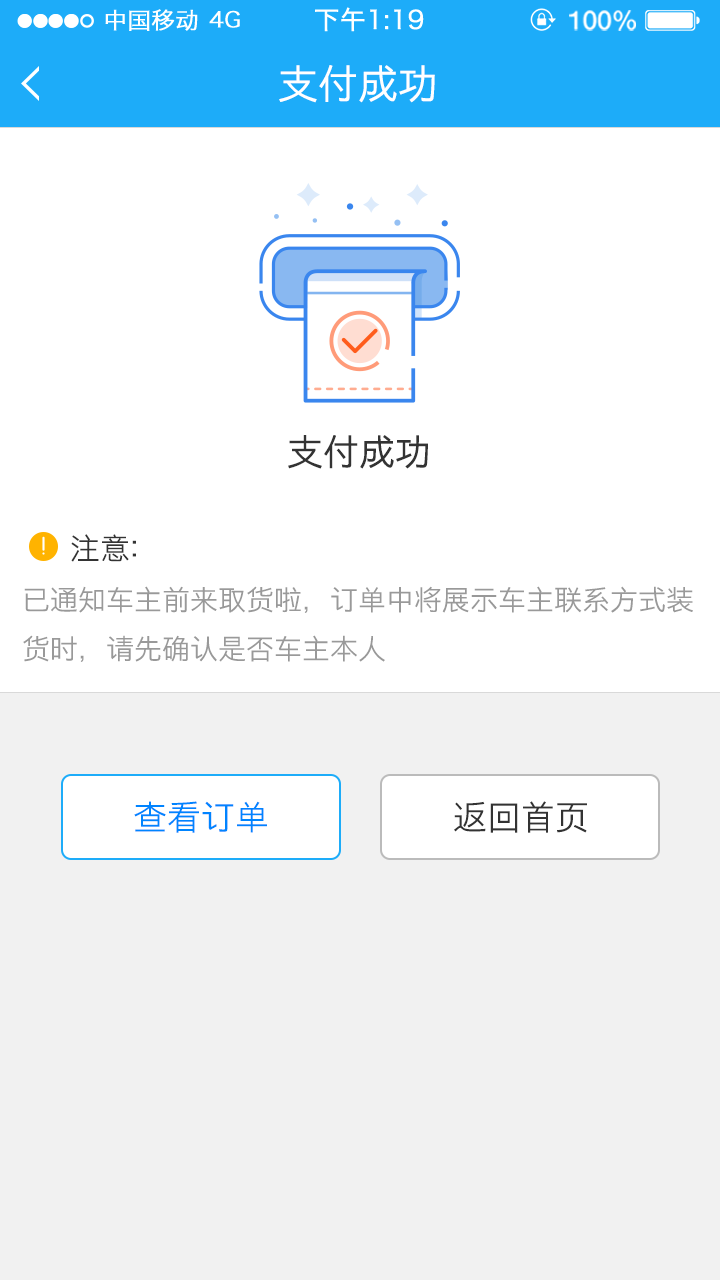 中国移动 4G 下午1:19 100%
支付成功
支付成功
注意:
已通知车主前来取货啦，订单中将展示车主联系方式装
货时，请先确认是否车主本人
查看订单 返回首页